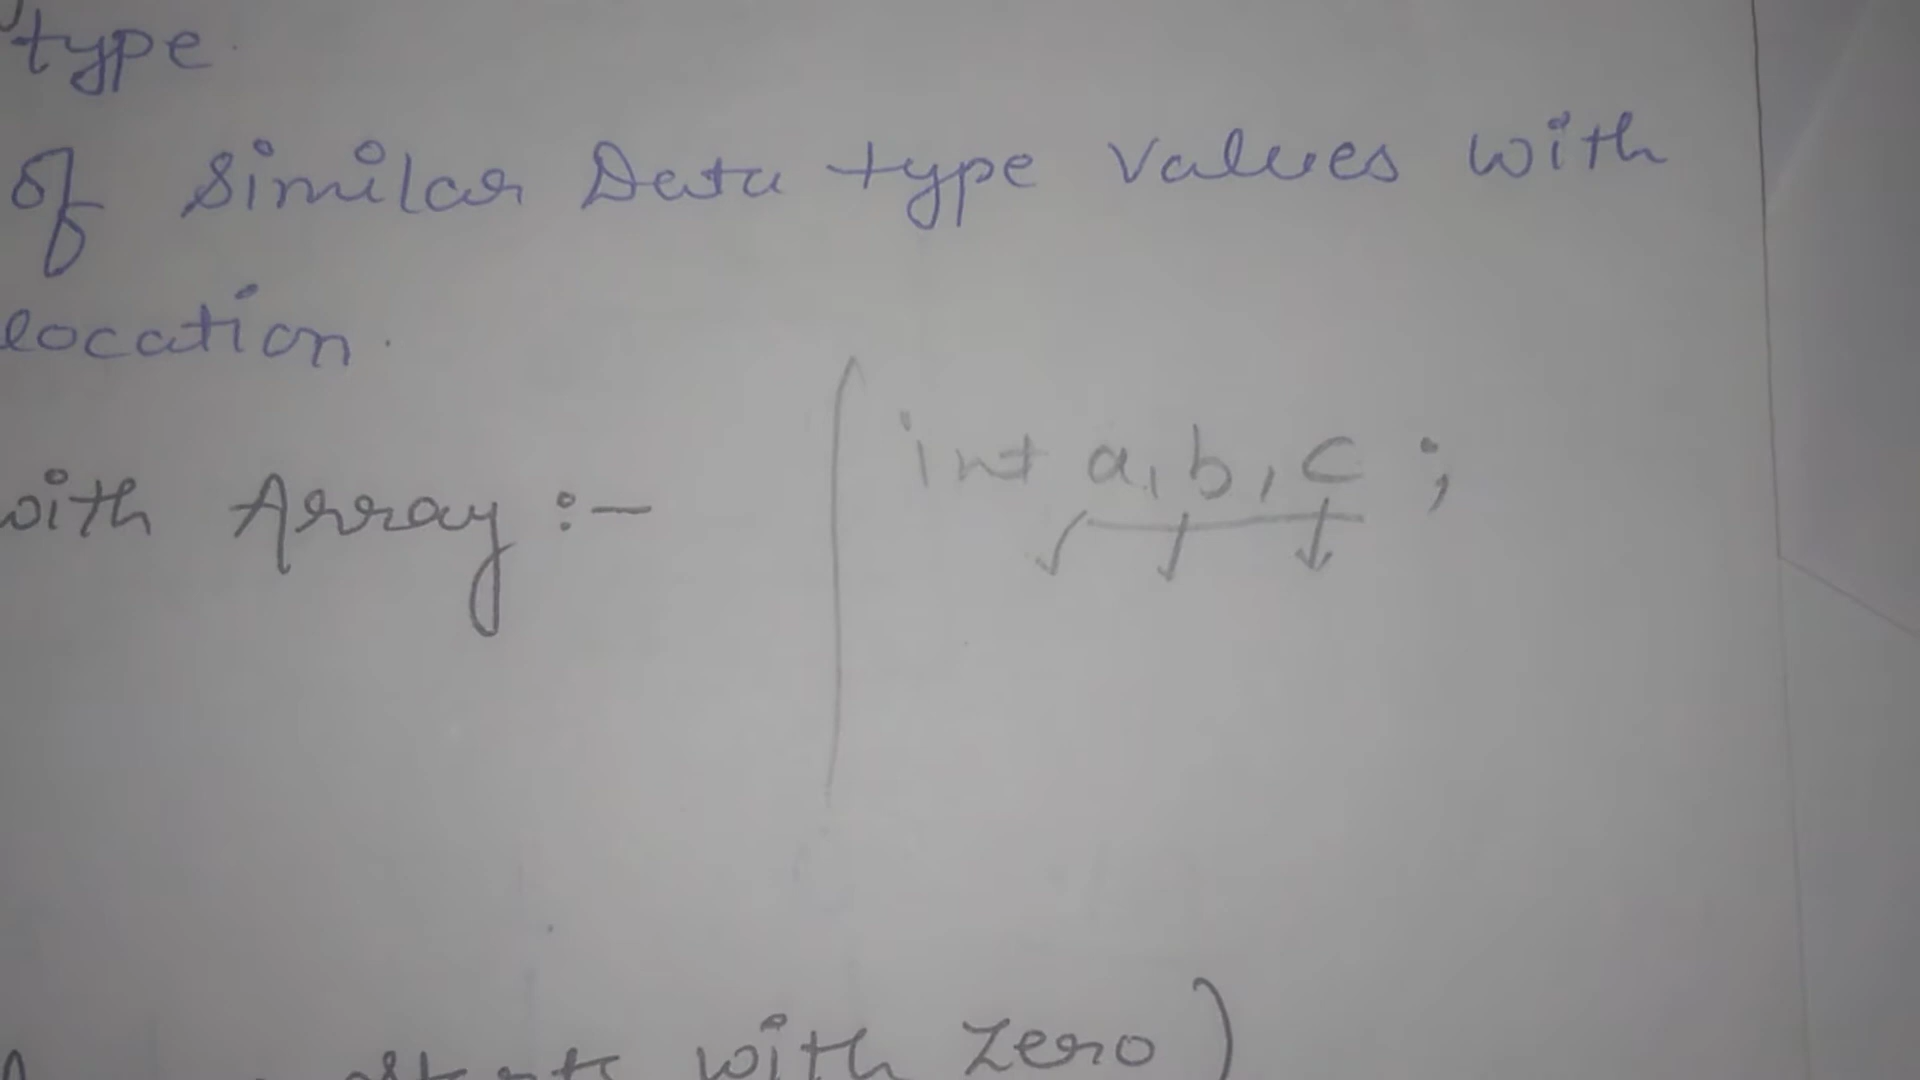 type.
of Similar Data type Values with
location.
with Array :-
int a, b, c ;
with Zero)